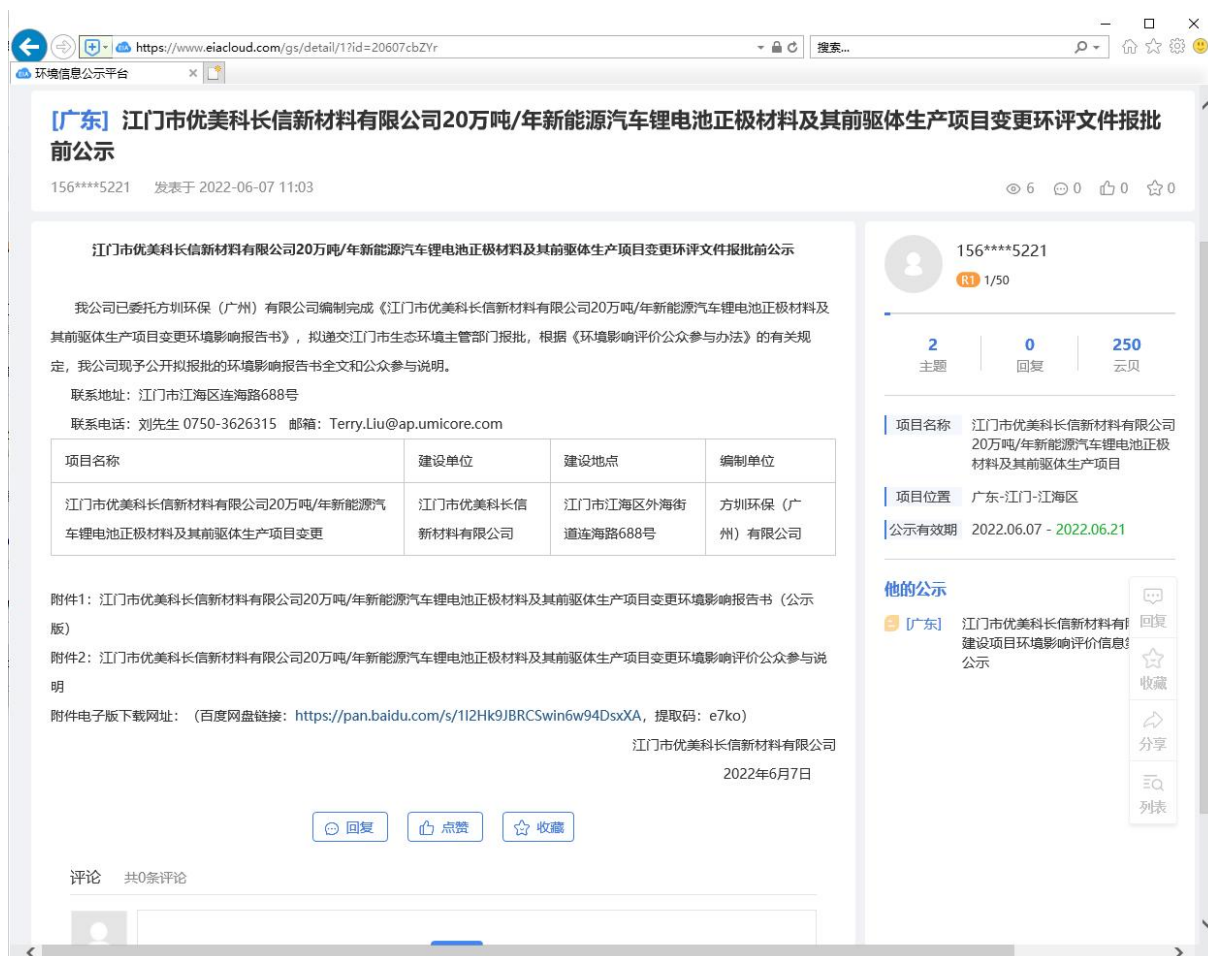 https://www.eiacloud.com/gs/detail/1?id=20607cbZYr
搜索...
环境信息公示平台
[广东] 江门市优美科长信新材料有限公司20万吨/年新能源汽车锂电池正极材料及其前驱体生产项目变更环评文件报批
前公示
156****5221 发表于 2022-06-07 11:03
6 0 0 0
江门市优美科长信新材料有限公司20万吨/年新能源汽车锂电池正极材料及其前驱体生产项目变更环评文件报批前公示
我公司已委托方圳环保（广州）有限公司编制完成《江门市优美科长信新材料有限公司20万吨/年新能源汽车锂电池正极材料及
其前驱体生产项目变更环境影响报告书》，拟递交江门市生态环境主管部门报批，根据《环境影响评价公众参与办法》的有关规
定，我公司现予公开拟报批的环境影响报告书全文和公众参与说明。
联系地址：江门市江海区连海路688号
联系电话：刘先生 0750-3626315 邮箱：Terry.Liu@ap.umicore.com
项目名称 建设单位 建设地点 编制单位
江门市优美科长信新材料有限公司20万吨/年新能源汽 江门市优美科长信 江门市江海区外海街 方圳环保（广
车锂电池正极材料及其前驱体生产项目变更 新材料有限公司 道连海路688号 州）有限公司
附件1：江门市优美科长信新材料有限公司20万吨/年新能源汽车锂电池正极材料及其前驱体生产项目变更环境影响报告书（公示
版）
附件2：江门市优美科长信新材料有限公司20万吨/年新能源汽车锂电池正极材料及其前驱体生产项目变更环境影响评价公众参与说
明
附件电子版下载网址：（百度网盘链接：https://pan.baidu.com/s/1I2Hk9JBRCSwin6w94DsxXA，提取码：e7ko）
江门市优美科长信新材料有限公司
2022年6月7日
回复 点赞 收藏
评论 共0条评论
156****5221
R1 1/50
2 0 250
主题 回复 云贝
项目名称 江门市优美科长信新材料有限公司
20万吨/年新能源汽车锂电池正极
材料及其前驱体生产项目
项目位置 广东-江门-江海区
公示有效期 2022.06.07 - 2022.06.21
他的公示
[广东] 江门市优美科长信新材料有
建设项目环境影响评价信息
公示
回复
收藏
分享
列表